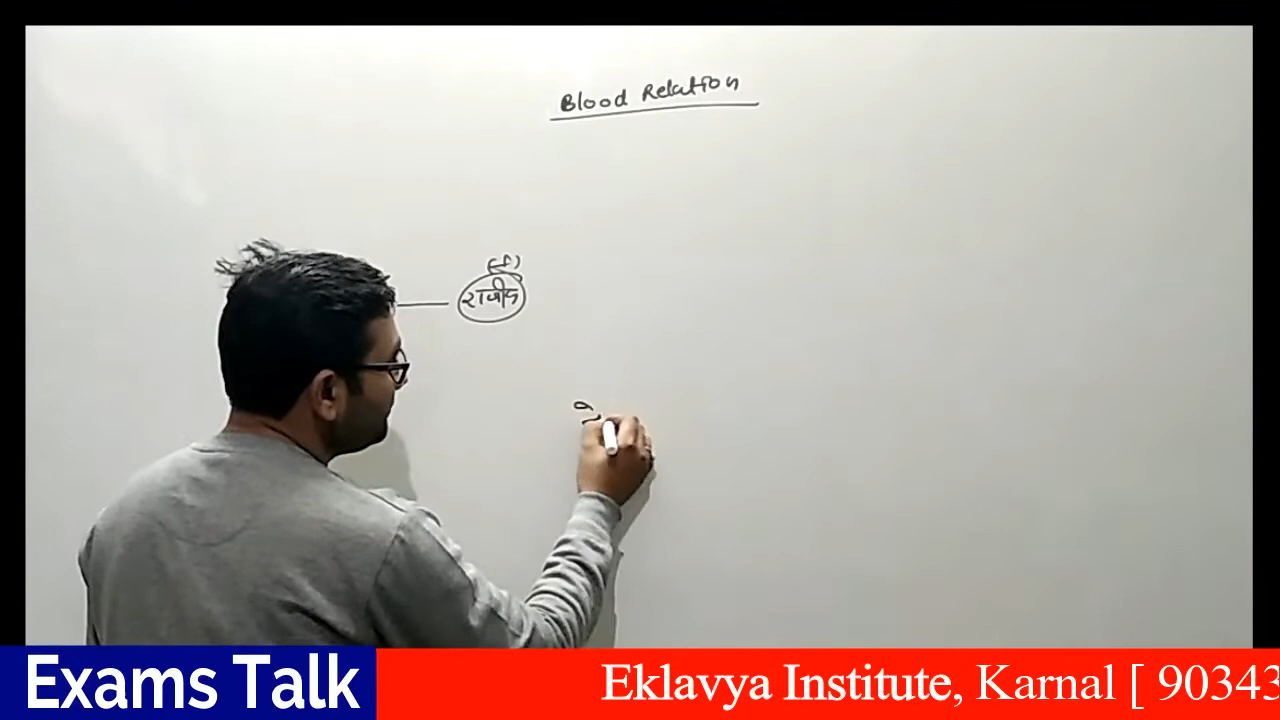 Blood Relation
राजीव
Exams Talk
Eklavya Institute, Karnal [ 90343